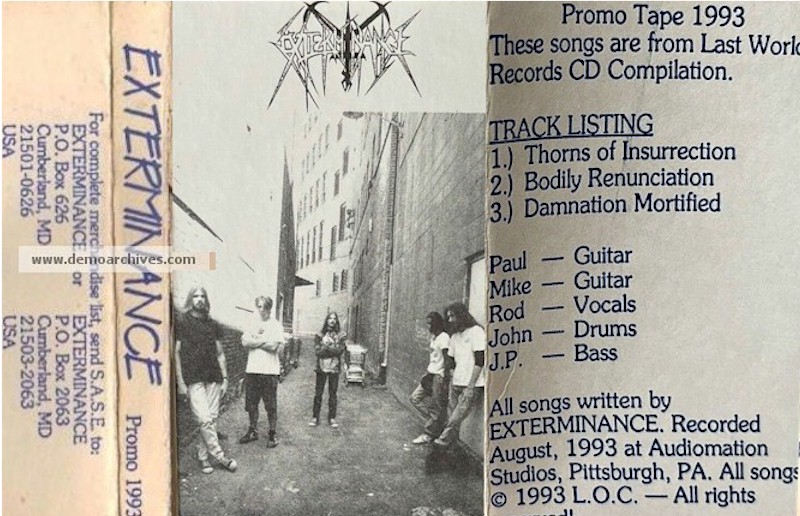 For complete merchandise list, send S.A.S.E. to:
EXTERMINANCE or EXTERMINANCE
P.O. Box 626 P.O. Box 2063
Cumberland, MD Cumberland, MD
21501-0626 21503-2063
USA USA
EXTERMINANCE Promo 1993
EXTERMINANCE
www.demoarchives.com
Promo Tape 1993
These songs are from Last World
Records CD Compilation.
TRACK LISTING
1.) Thorns of Insurrection
2.) Bodily Renunciation
3.) Damnation Mortified
Paul — Guitar
Mike — Guitar
Rod — Vocals
John — Drums
J.P. — Bass
All songs written by
EXTERMINANCE. Recorded
August, 1993 at Audiomation
Studios, Pittsburgh, PA. All songs
© 1993 L.O.C. — All rights